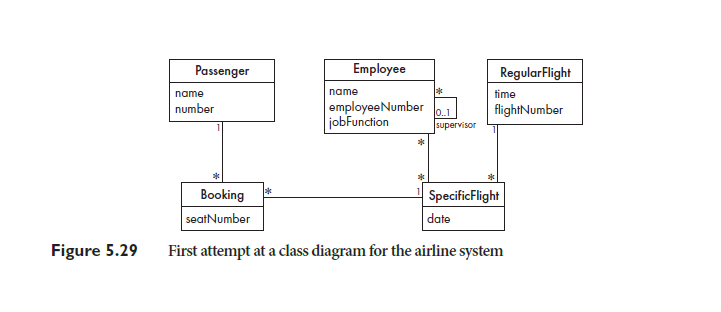 Passenger
name
number
1
*
Employee
name
employeeNumber
jobFunction
*
0..1
supervisor
*
*
RegularFlight
time
flightNumber
1
*
Booking
seatNumber
*
1
SpecificFlight
date
Figure 5.29 First attempt at a class diagram for the airline system